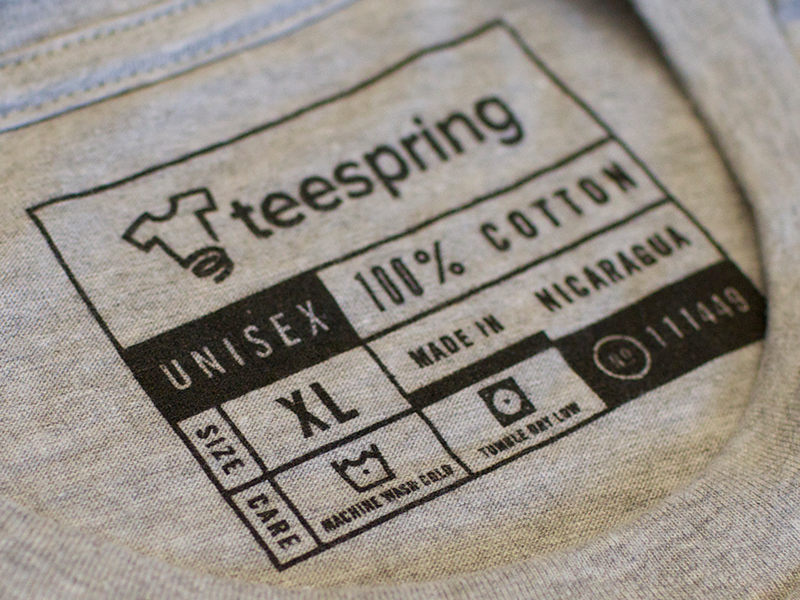 teespring
UNISEX
100% COTTON
MADE IN NICARAGUA
No 111449
SIZE
XL
CARE
MACHINE WASH COLD
TUMBLE DRY LOW